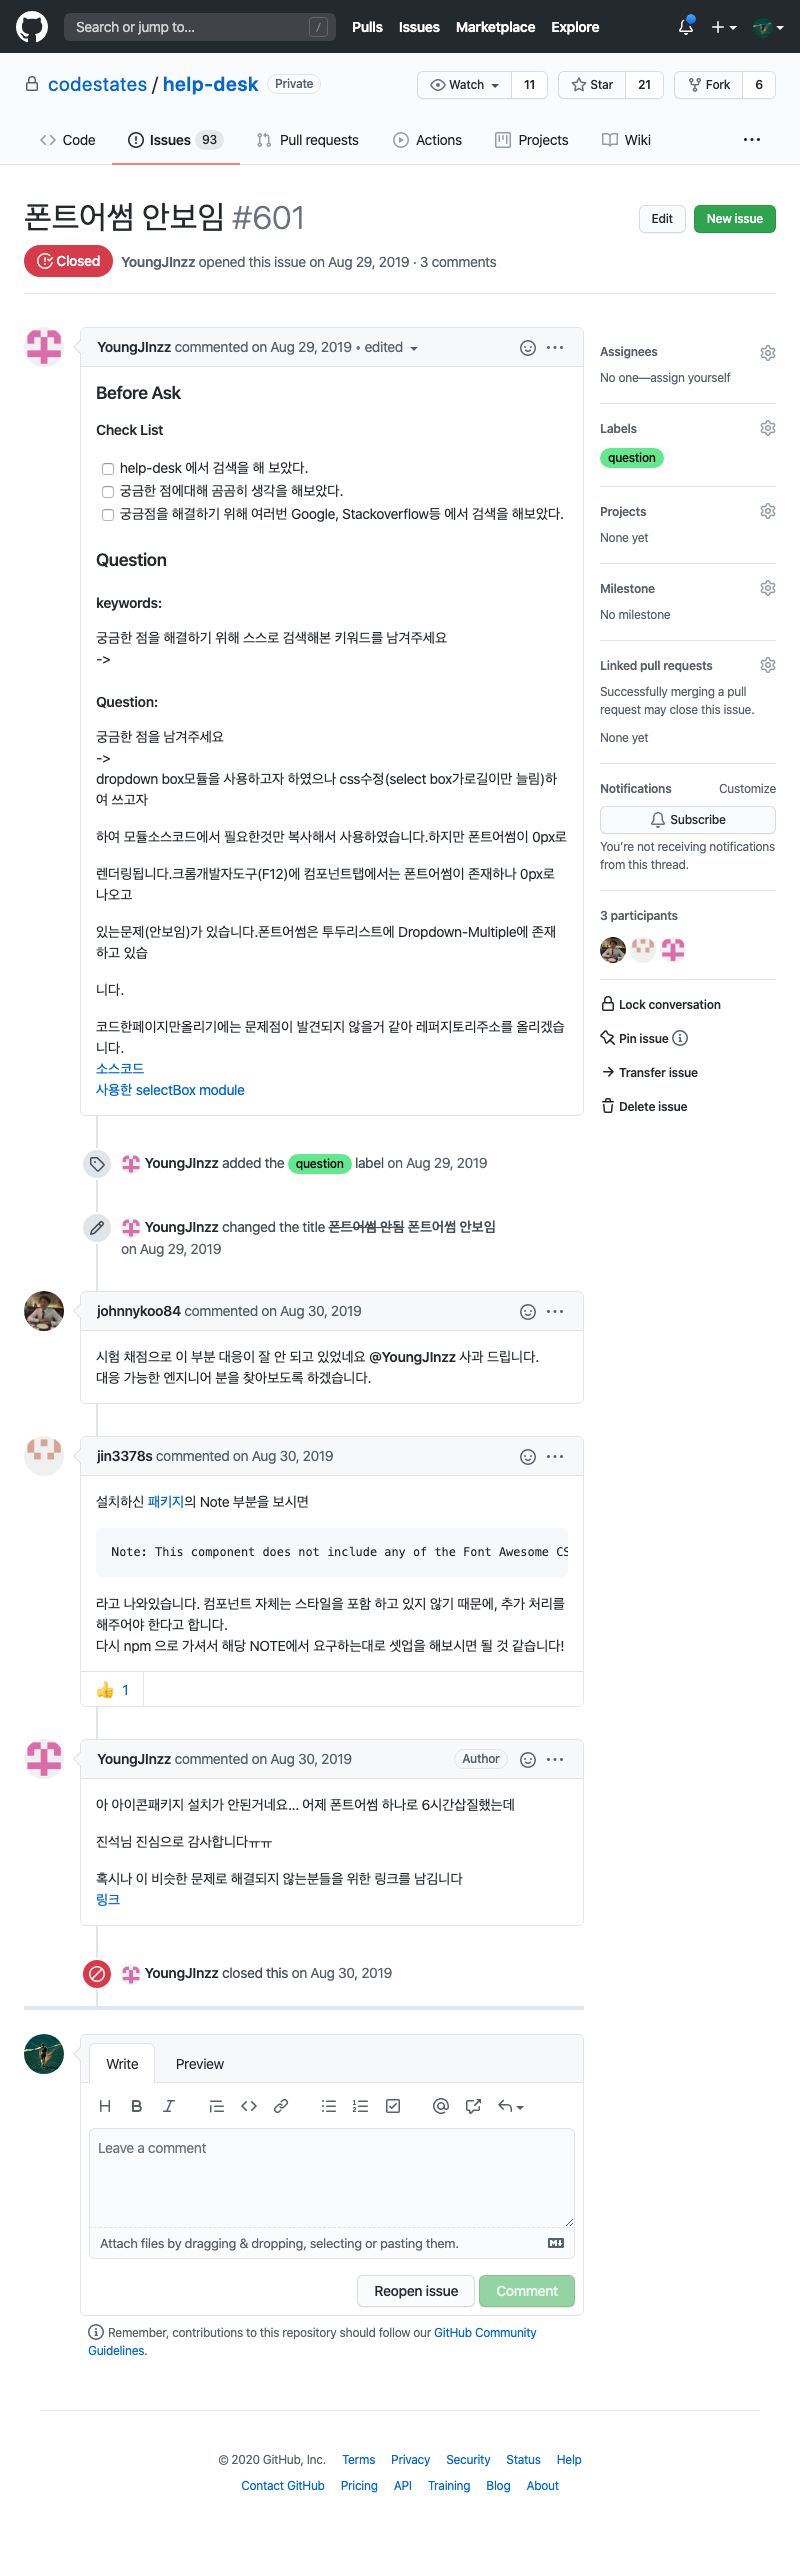 Search or jump to... /
Pulls Issues Marketplace Explore
codestates / help-desk Private
Watch 11 Star 21 Fork 6
Code Issues 93 Pull requests Actions Projects Wiki
폰트어썸 안보임 #601
Edit New issue
Closed YoungJInzz opened this issue on Aug 29, 2019 · 3 comments
YoungJInzz commented on Aug 29, 2019 • edited
Before Ask
Check List
help-desk 에서 검색을 해 보았다.
궁금한 점에대해 곰곰히 생각을 해보았다.
궁금점을 해결하기 위해 여러번 Google, Stackoverflow등 에서 검색을 해보았다.
Question
keywords:
궁금한 점을 해결하기 위해 스스로 검색해본 키워드를 남겨주세요
->
Question:
궁금한 점을 남겨주세요
->
dropdown box모듈을 사용하고자 하였으나 css수정(select box가로길이만 늘림)하
여 쓰고자
하여 모듈소스코드에서 필요한것만 복사해서 사용하였습니다.하지만 폰트어썸이 0px로
렌더링됩니다.크롬개발자도구(F12)에 컴포넌트탭에서는 폰트어썸이 존재하나 0px로
나오고
있는문제(안보임)가 있습니다.폰트어썸은 투두리스트에 Dropdown-Multiple에 존재
하고 있습
니다.
코드한페이지만올리기에는 문제점이 발견되지 않을거 같아 레퍼지토리주소를 올리겠습
니다.
소스코드
사용한 selectBox module
Assignees
No one—assign yourself
Labels
question
Projects
None yet
Milestone
No milestone
Linked pull requests
Successfully merging a pull
request may close this issue.
None yet
Notifications Customize
Subscribe
You're not receiving notifications
from this thread.
3 participants
Lock conversation
Pin issue
Transfer issue
Delete issue
YoungJInzz added the question label on Aug 29, 2019
YoungJInzz changed the title 폰트어썸 안됨 폰트어썸 안보임
on Aug 29, 2019
johnnykoo84 commented on Aug 30, 2019
시험 채점으로 이 부분 대응이 잘 안 되고 있었네요 @YoungJInzz 사과 드립니다.
대응 가능한 엔지니어 분을 찾아보도록 하겠습니다.
jin3378s commented on Aug 30, 2019
설치하신 패키지의 Note 부분을 보시면
Note: This component does not include any of the Font Awesome CS
라고 나와있습니다. 컴포넌트 자체는 스타일을 포함 하고 있지 않기 때문에, 추가 처리를
해주어야 한다고 합니다.
다시 npm 으로 가셔서 해당 NOTE에서 요구하는대로 셋업을 해보시면 될 것 같습니다!
👍 1
YoungJInzz commented on Aug 30, 2019 Author
아 아이콘패키지 설치가 안된거네요... 어제 폰트어썸 하나로 6시간삽질했는데
진석님 진심으로 감사합니다ㅠㅠ
혹시나 이 비슷한 문제로 해결되지 않는분들을 위한 링크를 남김니다
링크
YoungJInzz closed this on Aug 30, 2019
Write Preview
Leave a comment
Attach files by dragging & dropping, selecting or pasting them.
Reopen issue Comment
Remember, contributions to this repository should follow our GitHub Community
Guidelines.
© 2020 GitHub, Inc. Terms Privacy Security Status Help
Contact GitHub Pricing API Training Blog About